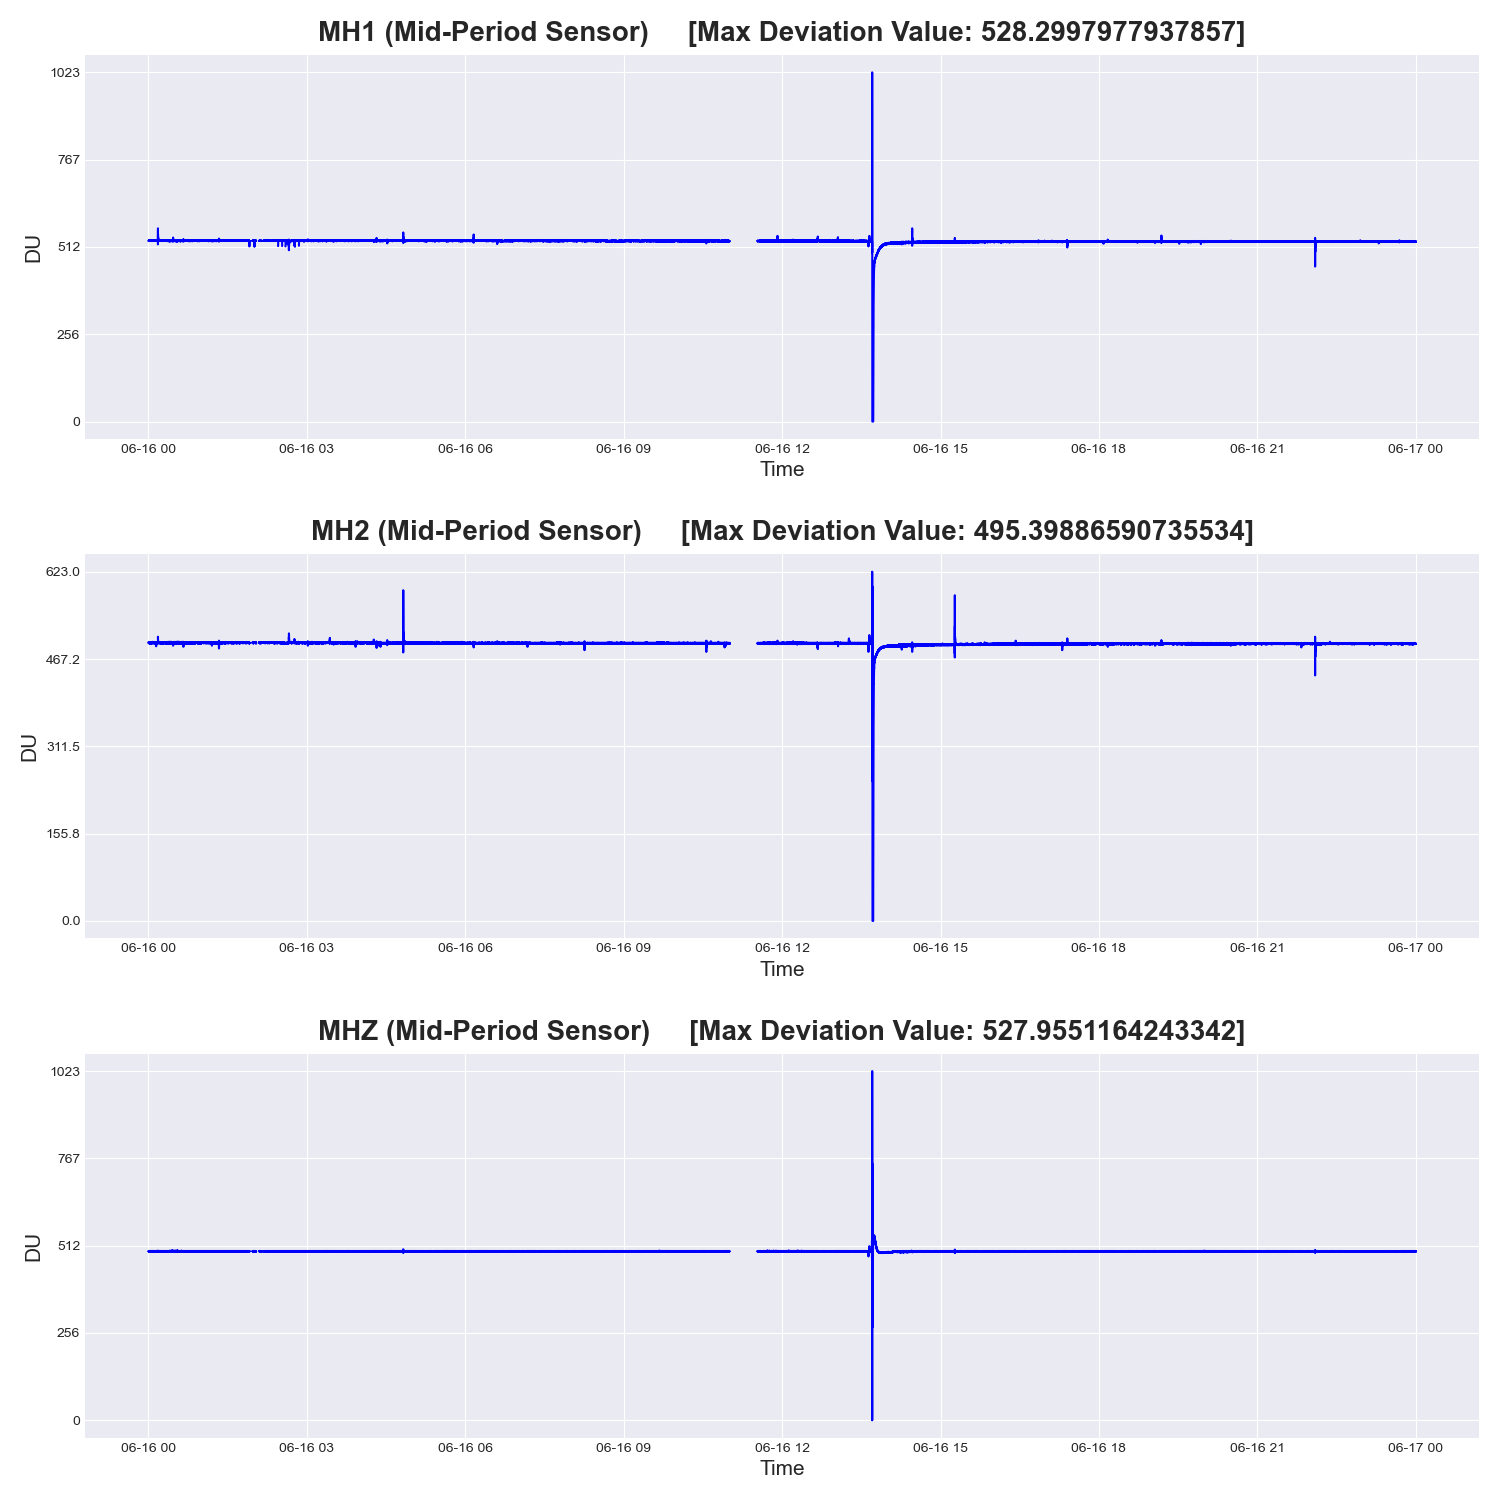 MH1 (Mid-Period Sensor) [Max Deviation Value: 528.2997977937857]
1023
767
512
256
0
DU
06-16 00 06-16 03 06-16 06 06-16 09 06-16 12 06-16 15 06-16 18 06-16 21 06-17 00
Time
MH2 (Mid-Period Sensor) [Max Deviation Value: 495.39886590735534]
623.0
467.2
311.5
155.8
0.0
DU
06-16 00 06-16 03 06-16 06 06-16 09 06-16 12 06-16 15 06-16 18 06-16 21 06-17 00
Time
MHZ (Mid-Period Sensor) [Max Deviation Value: 527.9551164243342]
1023
767
512
256
0
DU
06-16 00 06-16 03 06-16 06 06-16 09 06-16 12 06-16 15 06-16 18 06-16 21 06-17 00
Time